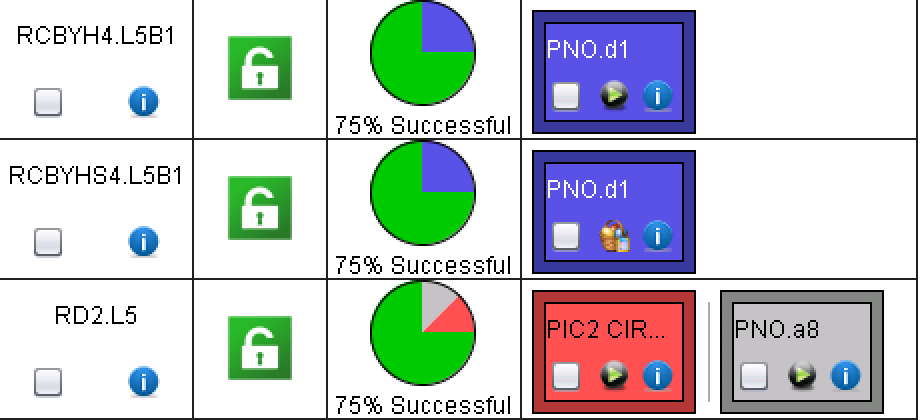 RCBYH4.L5B1
75% Successful
PNO.d1
RCBYHS4.L5B1
75% Successful
PNO.d1
RD2.L5
75% Successful
PIC2 CIR...
PNO.a8